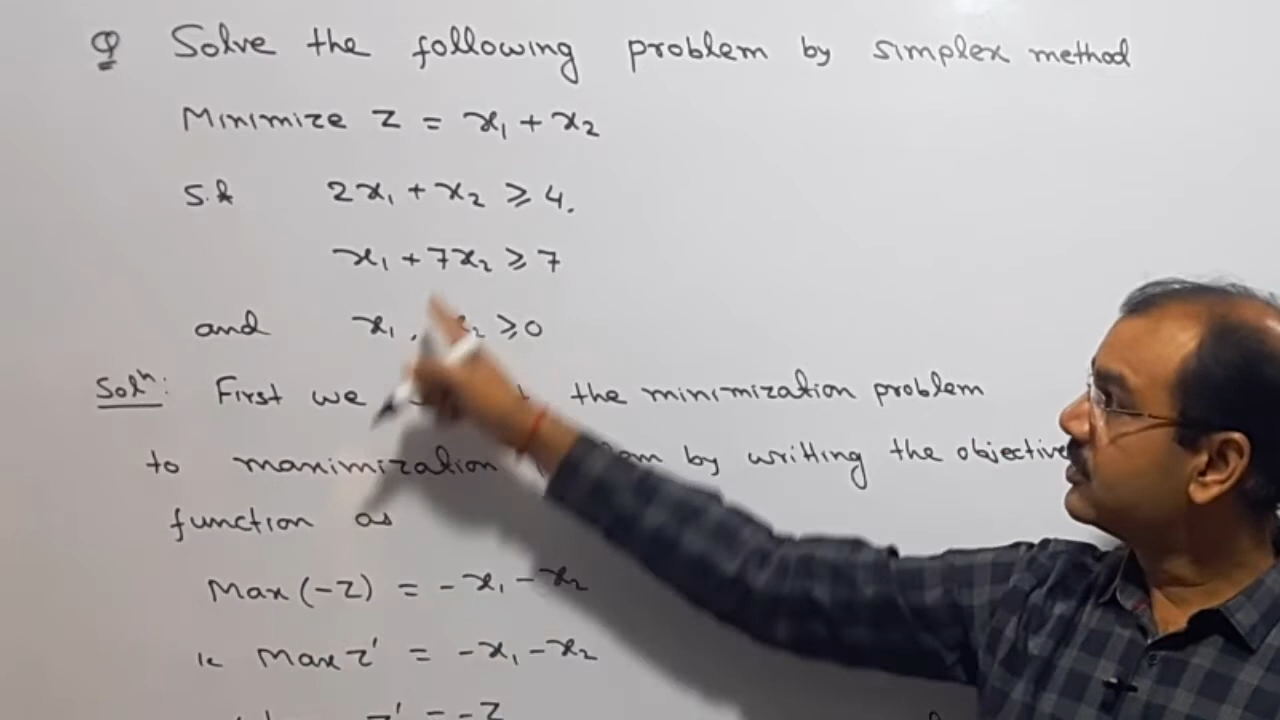 Q Solve the following problem by simplex method
Minimize Z = x₁ + x₂
S.t 2x₁ + x₂ ≥ 4.
x₁ + 7x₂ ≥ 7
and x₁, x₂ ≥ 0
Solⁿ: First we the minimization problem
to maximization by writting the objective
function as
Max (-Z) = -x₁ - x₂
ie Max Z' = -x₁ - x₂
Z' = -Z